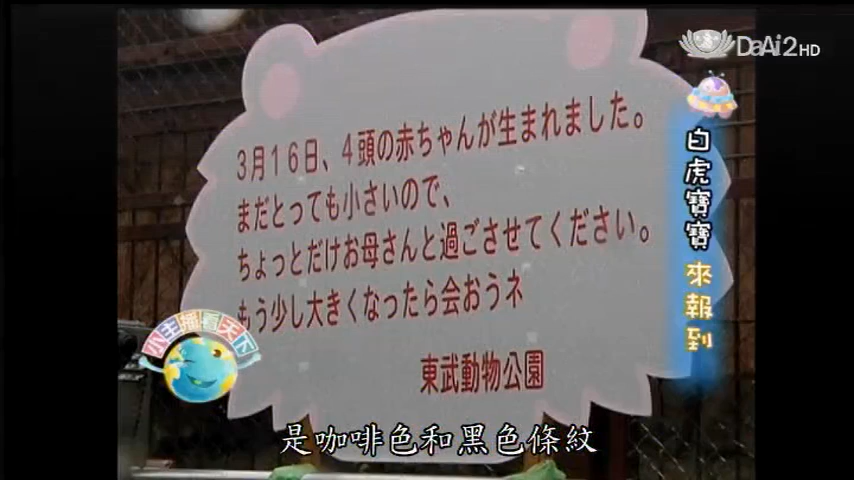 DaAi2HD
3月16日、4頭の赤ちゃんが生まれました。
まだとっても小さいので、
ちょっとだけお母さんと過ごさせてください。
もう少し大きくなったら会おうネ
東武動物公園
白虎寶寶來報到
小主播看天下
是咖啡色和黑色條紋